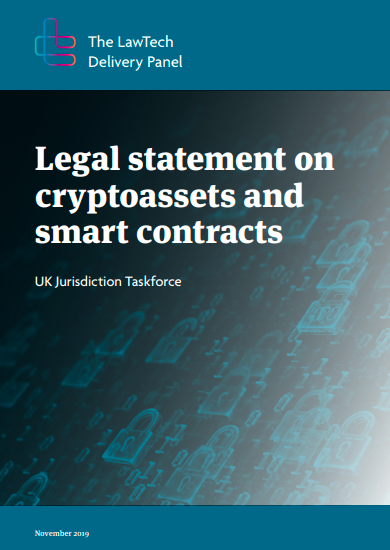 The LawTech
Delivery Panel
Legal statement on
cryptoassets and
smart contracts
UK Jurisdiction Taskforce
November 2019